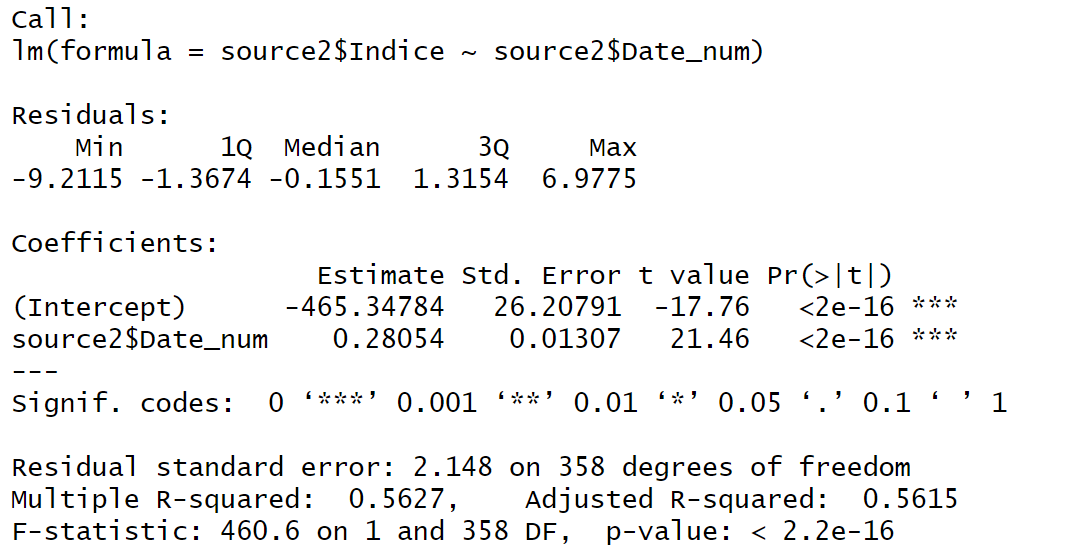 Call:
lm(formula = source2$Indice ~ source2$Date_num)

Residuals:
    Min      1Q  Median      3Q     Max
-9.2115 -1.3674 -0.1551  1.3154  6.9775

Coefficients:
                   Estimate Std. Error t value Pr(>|t|)
(Intercept)      -465.34784   26.20791  -17.76   <2e-16 ***
source2$Date_num    0.28054    0.01307   21.46   <2e-16 ***
---
Signif. codes:  0 ‘***’ 0.001 ‘**’ 0.01 ‘*’ 0.05 ‘.’ 0.1 ‘ ’ 1

Residual standard error: 2.148 on 358 degrees of freedom
Multiple R-squared:  0.5627,    Adjusted R-squared:  0.5615
F-statistic: 460.6 on 1 and 358 DF,  p-value: < 2.2e-16